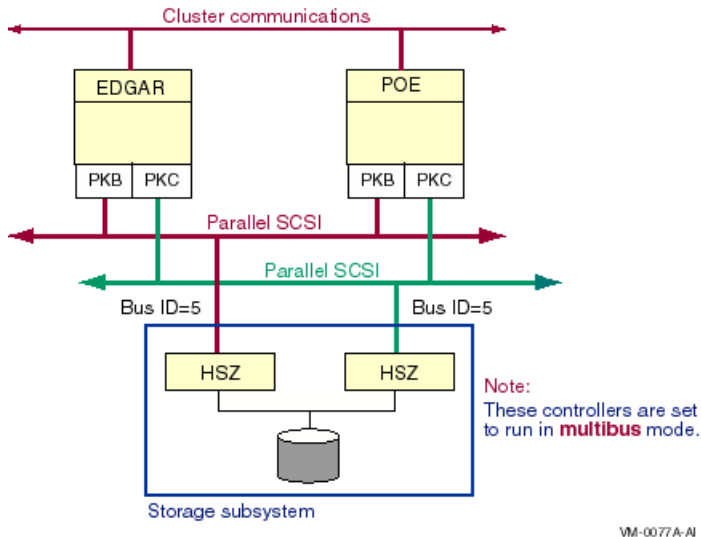 Cluster communications
EDGAR
POE
PKB
PKC
PKB
PKC
Parallel SCSI
Parallel SCSI
Bus ID=5
Bus ID=5
HSZ
HSZ
Note:
These controllers are set
to run in multibus mode.
Storage subsystem
VM-0077A-AI